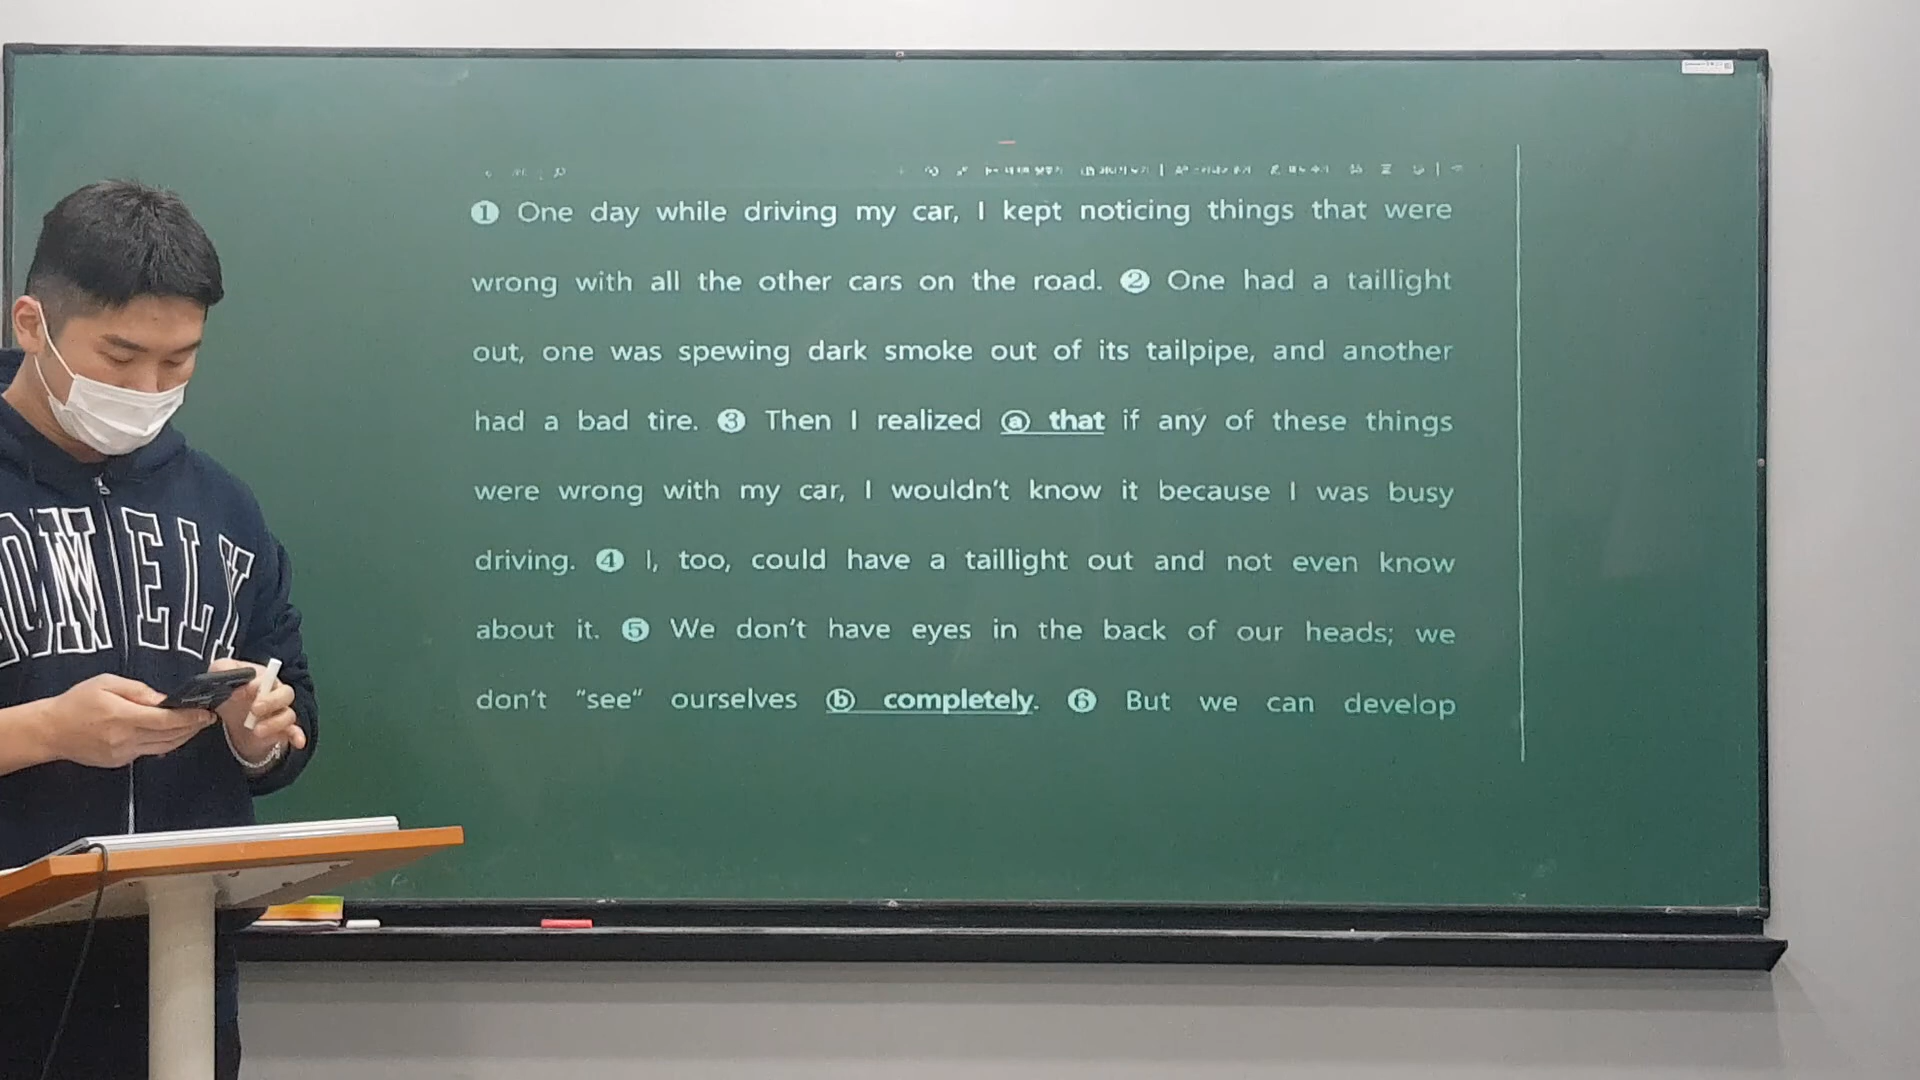 ❶ One day while driving my car, I kept noticing things that were
wrong with all the other cars on the road. ❷ One had a taillight
out, one was spewing dark smoke out of its tailpipe, and another
had a bad tire. ❸ Then I realized ⓐ that if any of these things
were wrong with my car, I wouldn't know it because I was busy
driving. ❹ I, too, could have a taillight out and not even know
about it. ❺ We don't have eyes in the back of our heads; we
don't "see" ourselves ⓑ completely. ❻ But we can develop